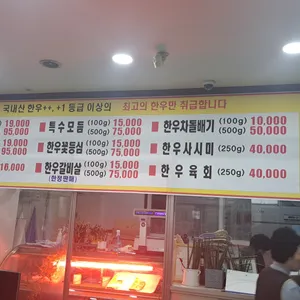 국내산 한우++, +1 등급 이상의 최고의 한우만 취급합니다
19,000
95,000
16,000
특수모듬 (100g) 15,000
(500g) 75,000
한우꽃등심 (100g) 15,000
(500g) 75,000
한우갈비살 (100g) 15,000
(한정판매) (500g) 75,000
한우차돌배기 (100g) 10,000
(500g) 50,000
한우사시미 (250g) 40,000
한우육회 (250g) 40,000